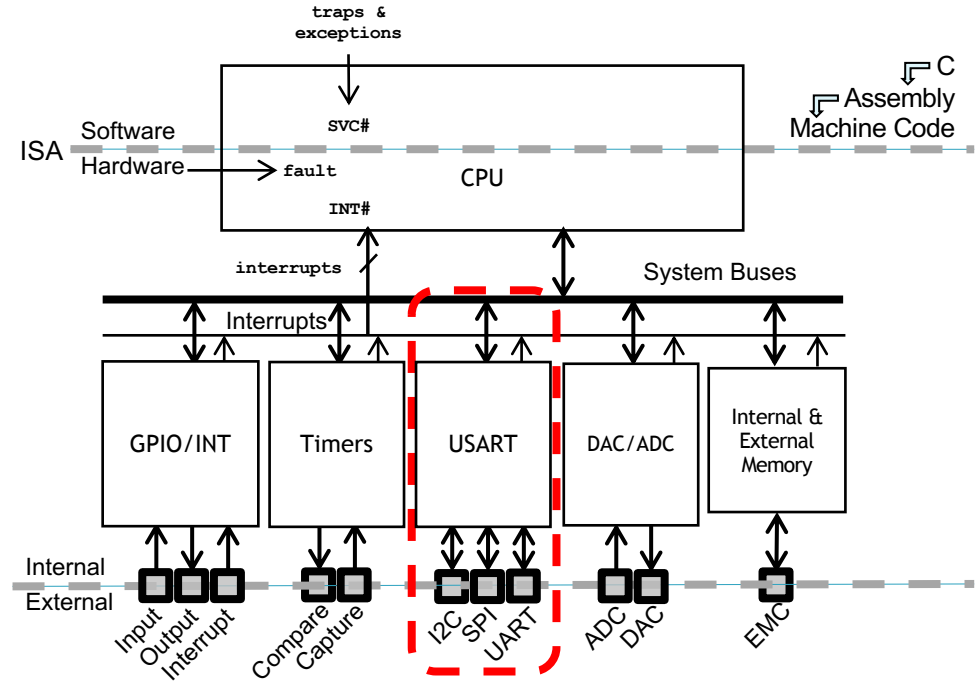 traps &
exceptions
C
Assembly
Machine Code
SVC#
Software
ISA
Hardware
fault
CPU
INT#
interrupts
System Buses
Interrupts
GPIO/INT
Timers
USART
DAC/ADC
Internal &
External
Memory
Internal
External
Input
Output
Interrupt
Compare
Capture
I2C
SPI
UART
ADC
DAC
EMC